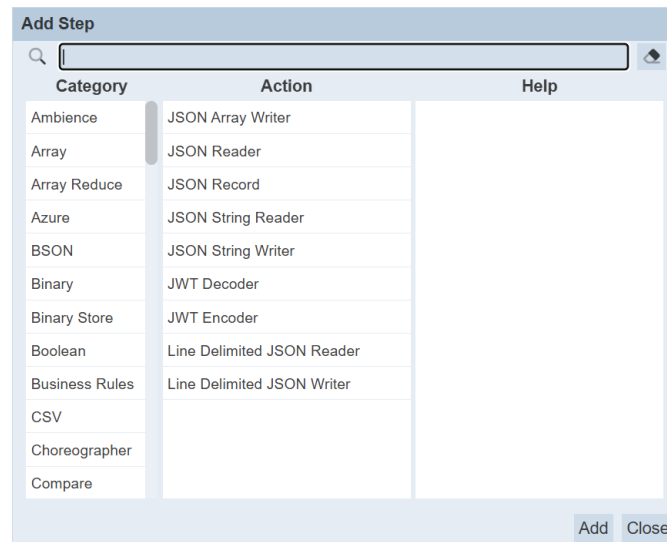 Add Step
Category Action Help
Ambience JSON Array Writer
Array JSON Reader
Array Reduce JSON Record
Azure JSON String Reader
BSON JSON String Writer
Binary JWT Decoder
Binary Store JWT Encoder
Boolean Line Delimited JSON Reader
Business Rules Line Delimited JSON Writer
CSV
Choreographer
Compare
Add Close